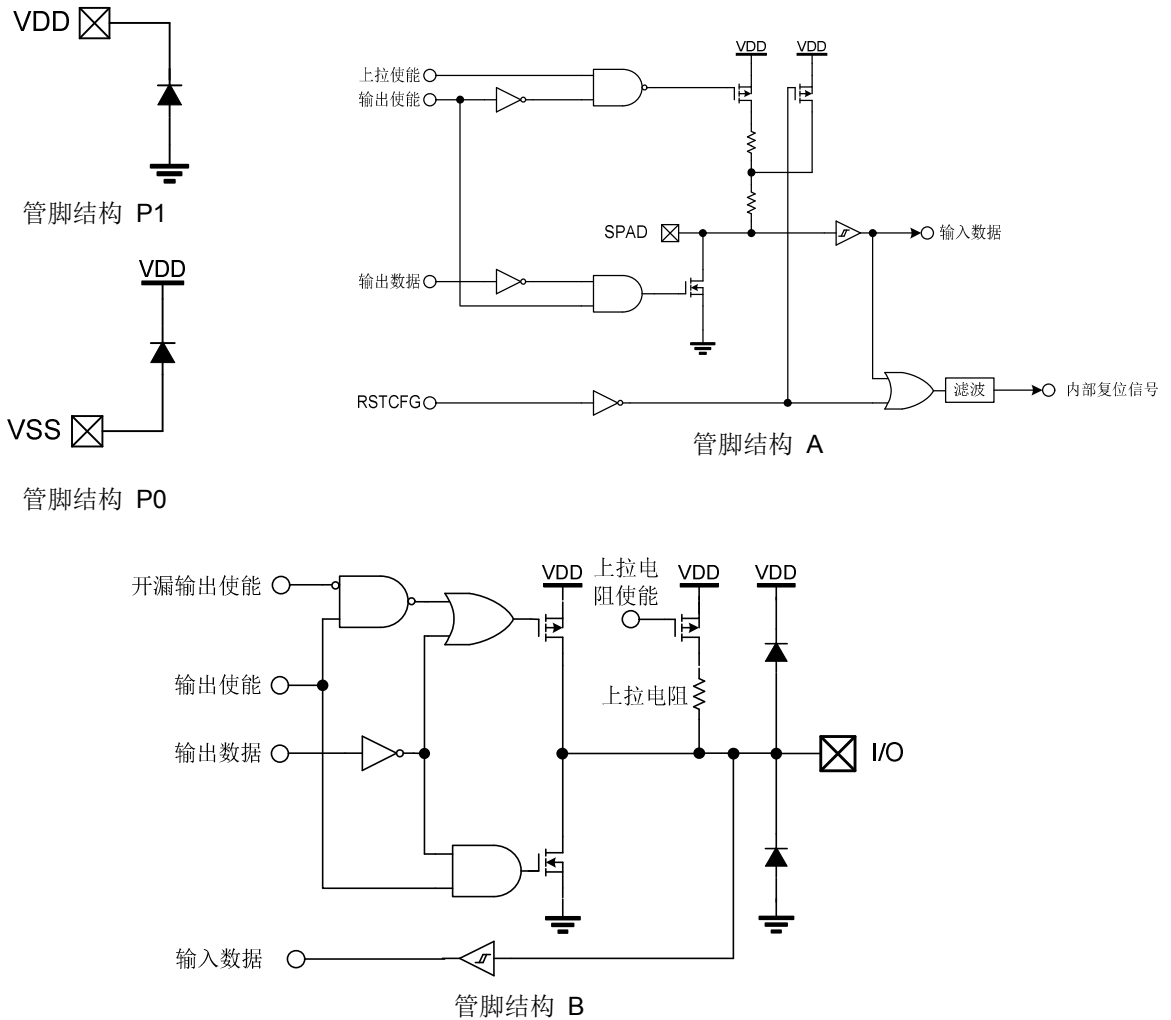 VDD
管脚结构 P1
VDD
VSS
管脚结构 P0
VDD
VDD
上拉使能
输出使能
SPAD
输入数据
输出数据
RSTCFG
滤波
内部复位信号
管脚结构 A
开漏输出使能
VDD
上拉电
阻使能
VDD
VDD
输出使能
上拉电阻
输出数据
I/O
输入数据
管脚结构 B